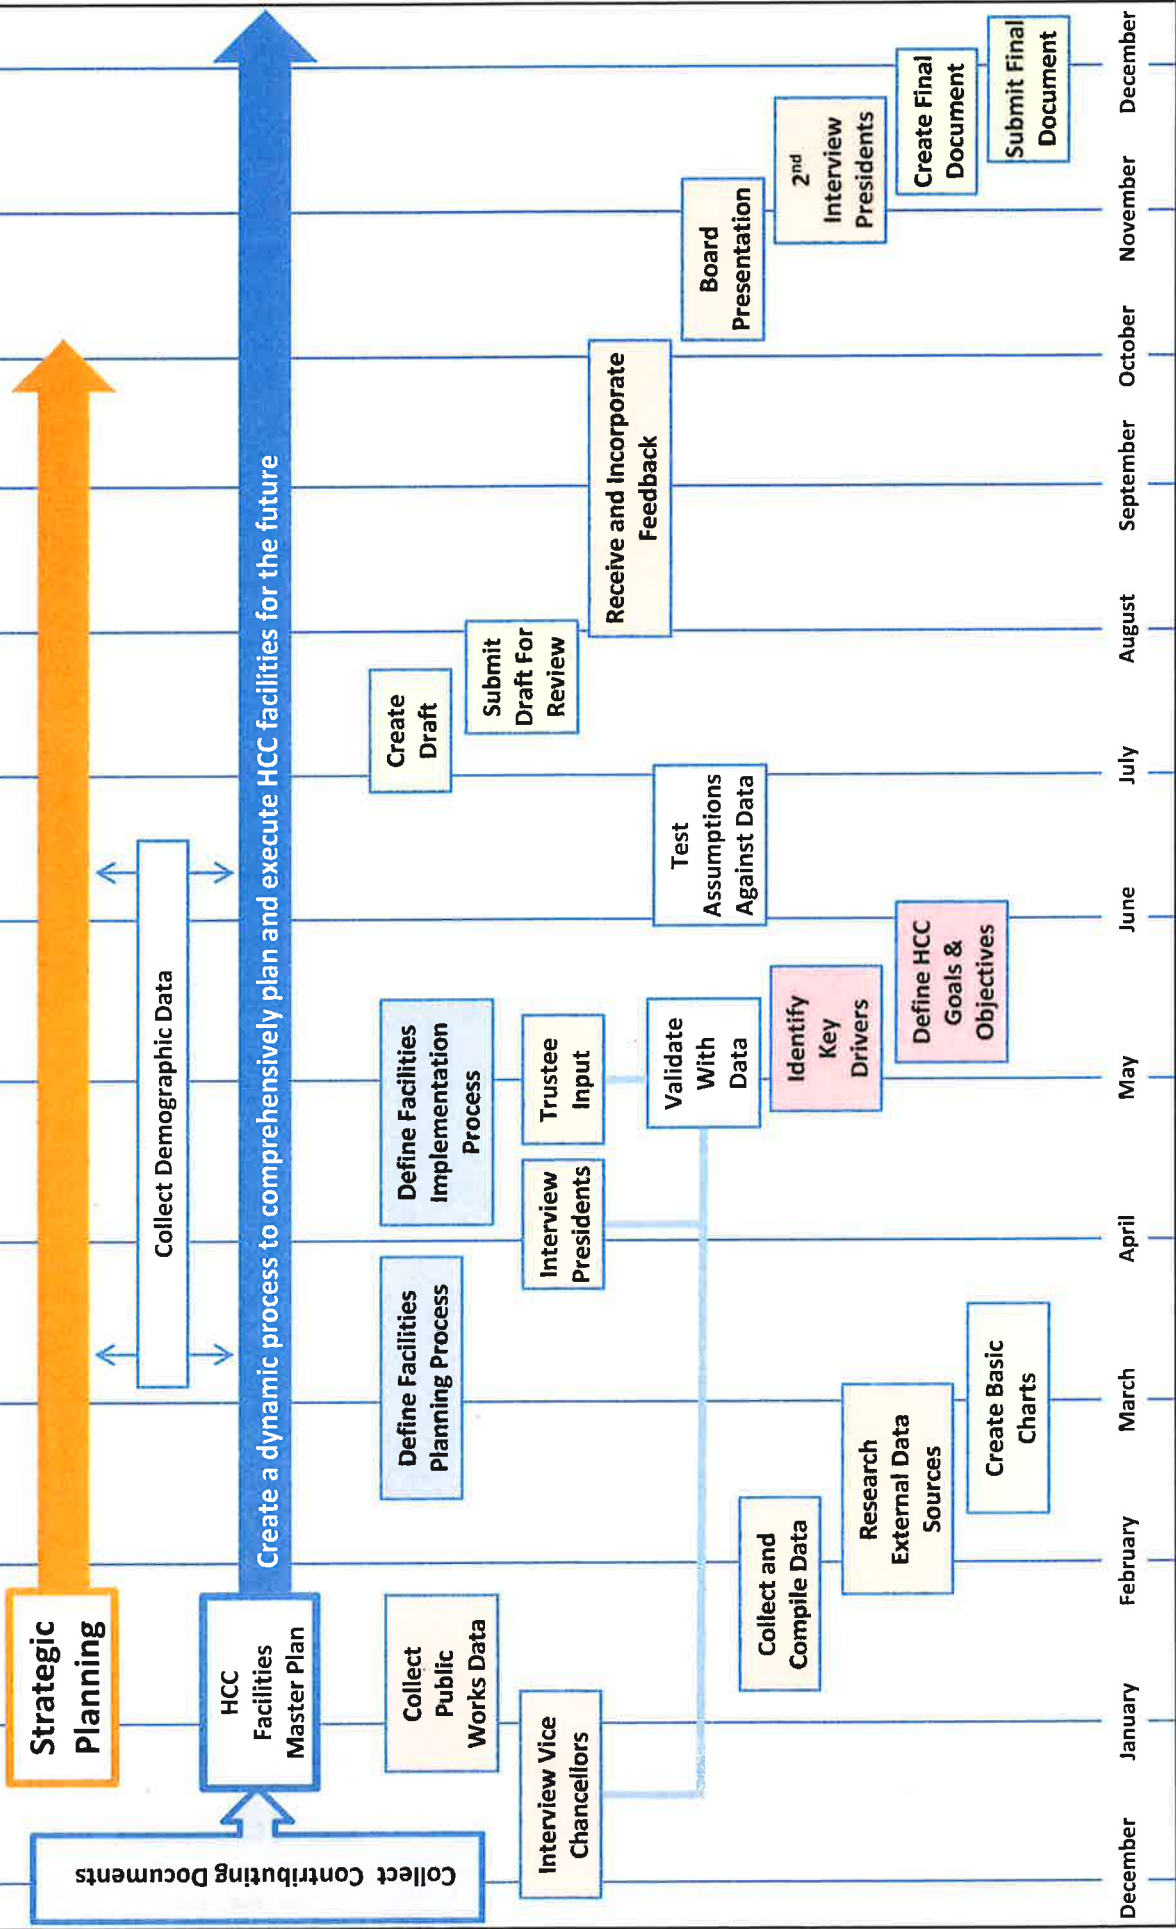 Strategic
Planning
Collect Demographic Data
Collect Contributing Documents
HCC
Facilities
Master Plan
Create a dynamic process to comprehensively plan and execute HCC facilities for the future
Collect
Public
Works Data
Define Facilities
Planning Process
Define Facilities
Implementation
Process
Create
Draft
Submit
Draft For
Review
Interview Vice
Chancellors
Interview
Presidents
Trustee
Input
Receive and Incorporate
Feedback
Validate
With
Data
Test
Assumptions
Against Data
Board
Presentation
Collect and
Compile Data
Identify
Key
Drivers
2nd
Interview
Presidents
Research
External Data
Sources
Define HCC
Goals &
Objectives
Create Final
Document
Create Basic
Charts
Submit Final
Document
December
January
February
March
April
May
June
July
August
September
October
November
December